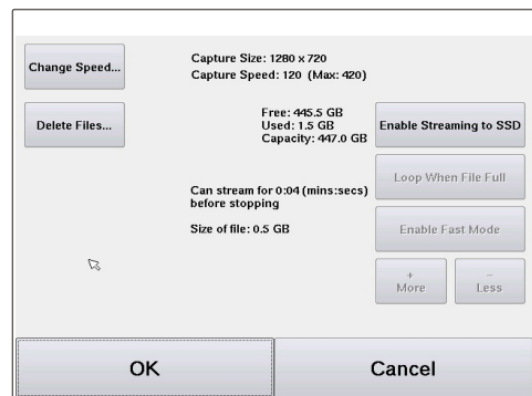 Change Speed...
Capture Size: 1280 x 720
Capture Speed: 120 (Max: 420)
Delete Files...
Free: 445.5 GB
Used: 1.5 GB
Capacity: 447.0 GB
Enable Streaming to SSD
Loop When File Full
Can stream for 0:04 (mins:secs)
before stopping
Size of file: 0.5 GB
Enable Fast Mode
+
More
-
Less
OK
Cancel